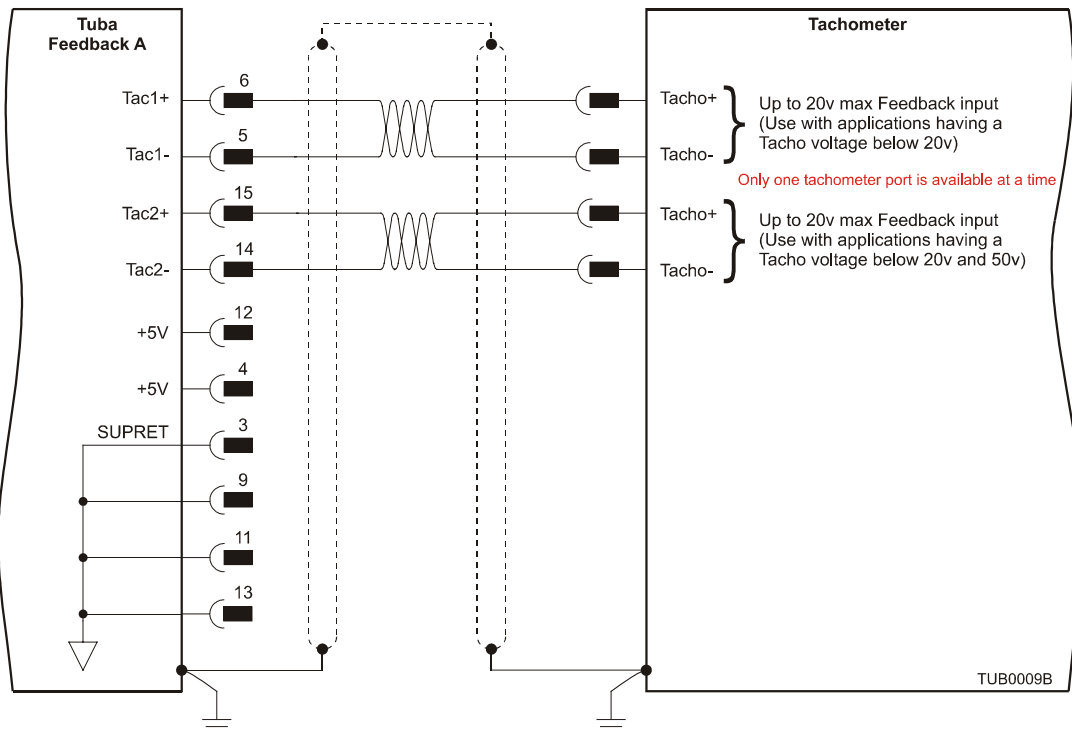 Tuba
Feedback A
Tachometer
Tac1+
6
Tacho+
Up to 20v max Feedback input
(Use with applications having a
Tacho voltage below 20v)
Tac1-
5
Tacho-
Only one tachometer port is available at a time
Tac2+
15
Tacho+
Up to 20v max Feedback input
(Use with applications having a
Tacho voltage below 20v and 50v)
Tac2-
14
Tacho-
+5V
12
+5V
4
SUPRET
3
9
11
13
TUB0009B